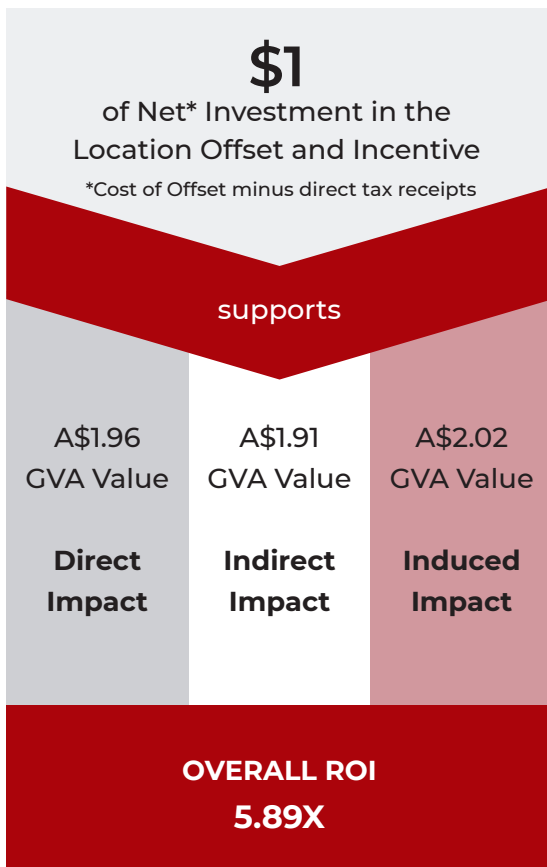 $1
of Net* Investment in the
Location Offset and Incentive
*Cost of Offset minus direct tax receipts
supports
A$1.96
GVA Value
Direct
Impact
A$1.91
GVA Value
Indirect
Impact
A$2.02
GVA Value
Induced
Impact
OVERALL ROI
5.89X